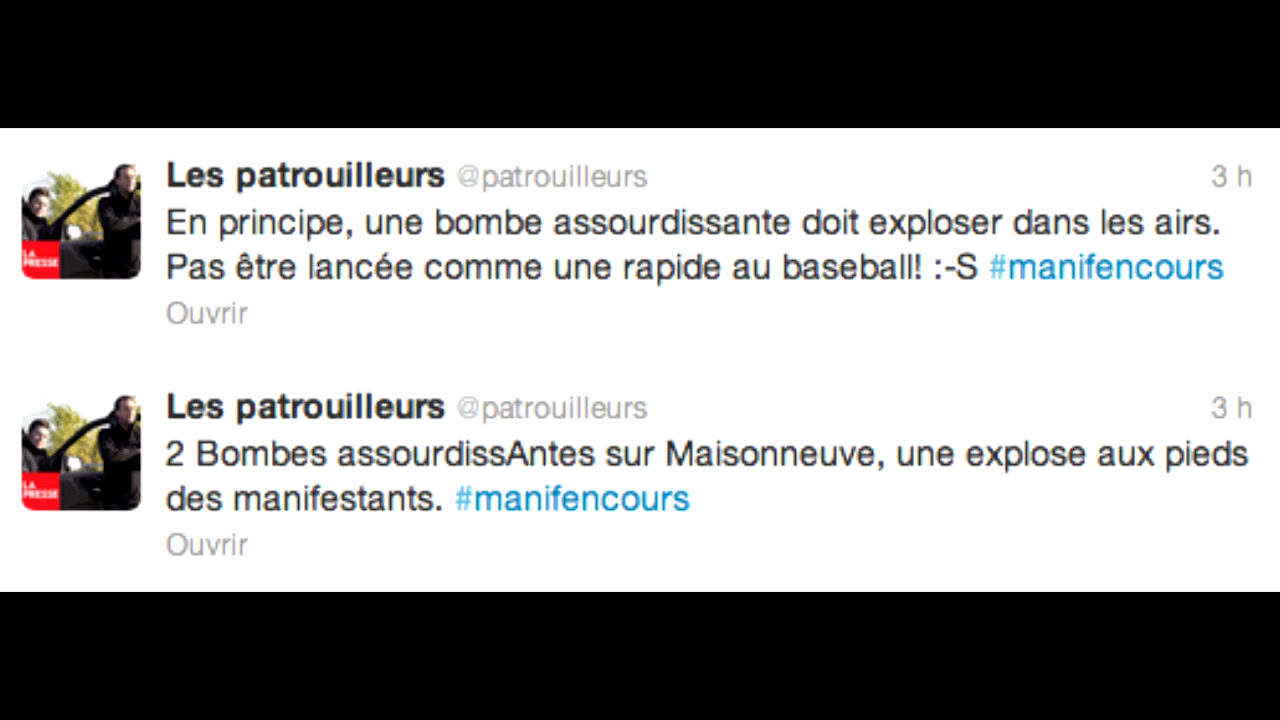 Les patrouilleurs @patrouilleurs 3 h
En principe, une bombe assourdissante doit exploser dans les airs.
Pas être lancée comme une rapide au baseball! :-S #manifencours
Ouvrir
LA
PRESSE
Les patrouilleurs @patrouilleurs 3 h
2 Bombes assourdissAntes sur Maisonneuve, une explose aux pieds
des manifestants. #manifencours
Ouvrir
LA
PRESSE